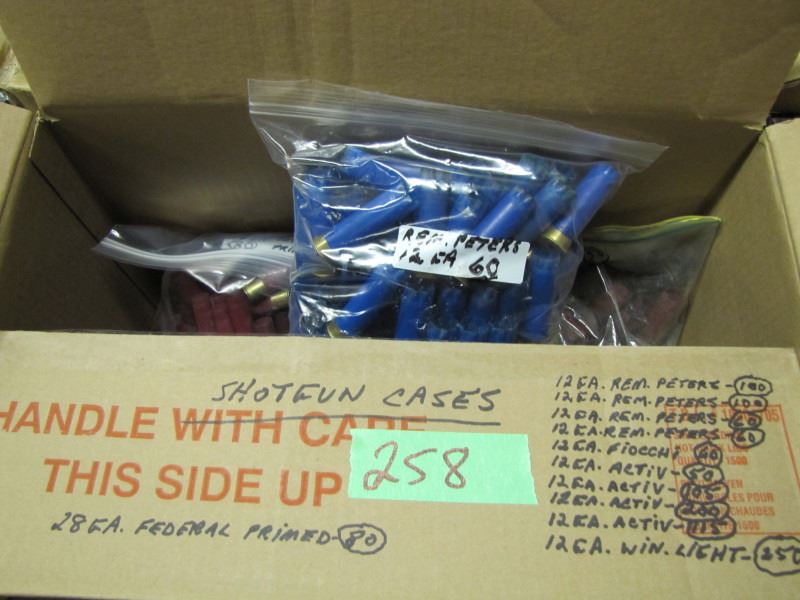 REM. PETERS
12 EA 60
80
SHOTGUN CASES
HANDLE WITH CARE
THIS SIDE UP
258
28 EA. FEDERAL PRIMED-80
12 EA. REM. PETERS-100
12 EA. REM. PETERS-100
12 EA. REM. PETERS-60
12 EA. REM. PETERS-60
12 EA. FIOCCHI 60
12 EA. ACTIV-50
12 EA. ACTIV-105
12 EA. ACTIV-200
12 EA. ACTIV-115
12 EA. WIN. LIGHT-250